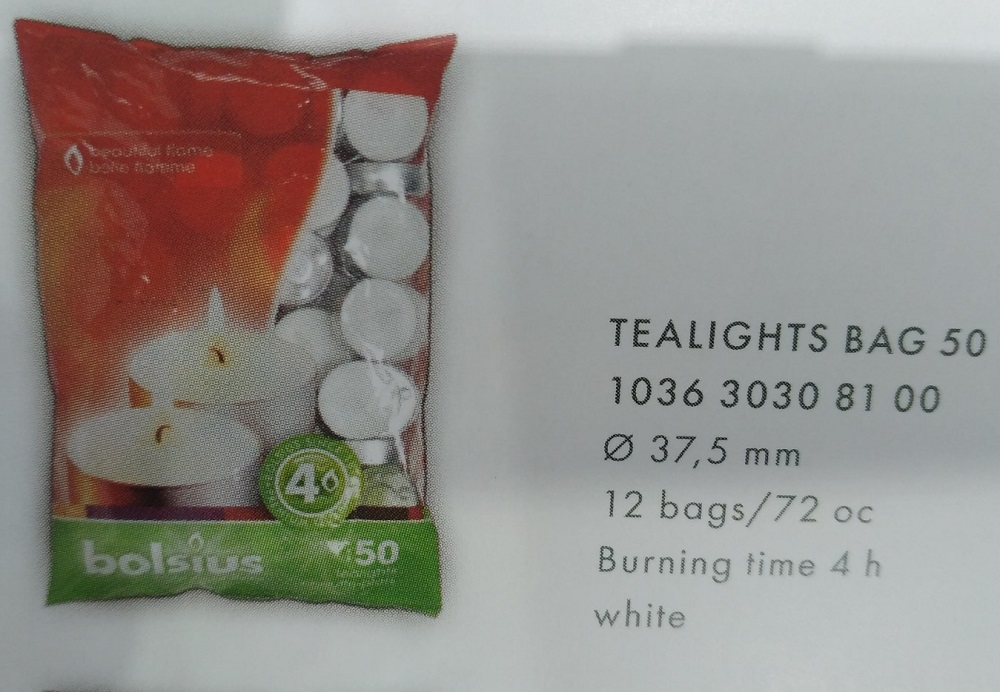 beautiful flame
belle flamme
4
bolsius
50
TEALIGHTS BAG 50
1036 3030 81 00
Ø 37,5 mm
12 bags/72 oc
Burning time 4 h
white